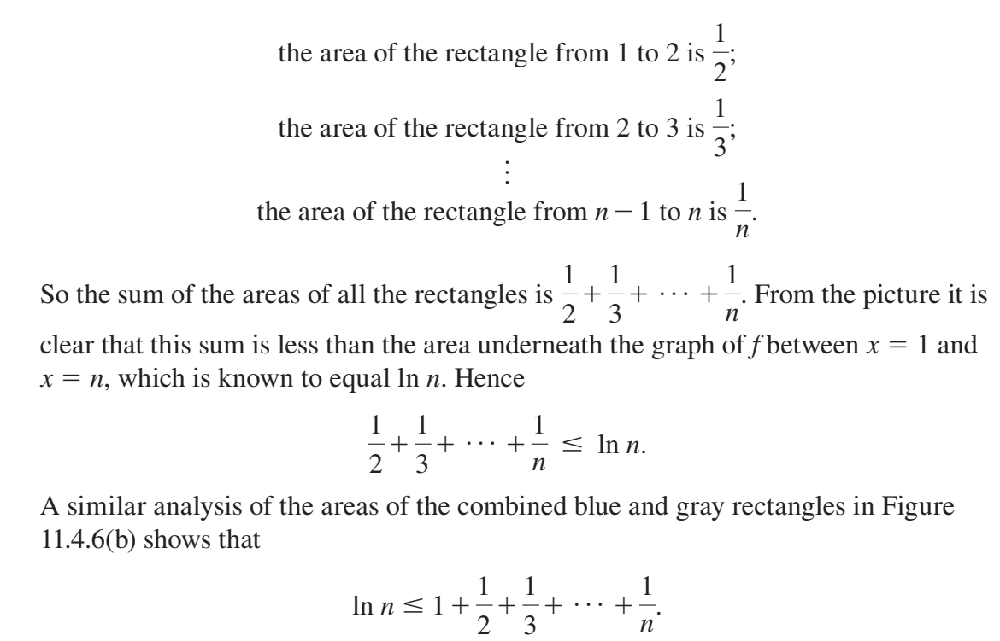 the area of the rectangle from 1 to 2 is $\frac{1}{2}$;
the area of the rectangle from 2 to 3 is $\frac{1}{3}$;
⋮
the area of the rectangle from $n - 1$ to $n$ is $\frac{1}{n}$.
So the sum of the areas of all the rectangles is $\frac{1}{2} + \frac{1}{3} + \cdots + \frac{1}{n}$. From the picture it is
clear that this sum is less than the area underneath the graph of $f$ between $x = 1$ and
$x = n$, which is known to equal ln $n$. Hence
$\frac{1}{2} + \frac{1}{3} + \cdots + \frac{1}{n} \leq \ln n.$
A similar analysis of the areas of the combined blue and gray rectangles in Figure
11.4.6(b) shows that
$\ln n \leq 1 + \frac{1}{2} + \frac{1}{3} + \cdots + \frac{1}{n}.$